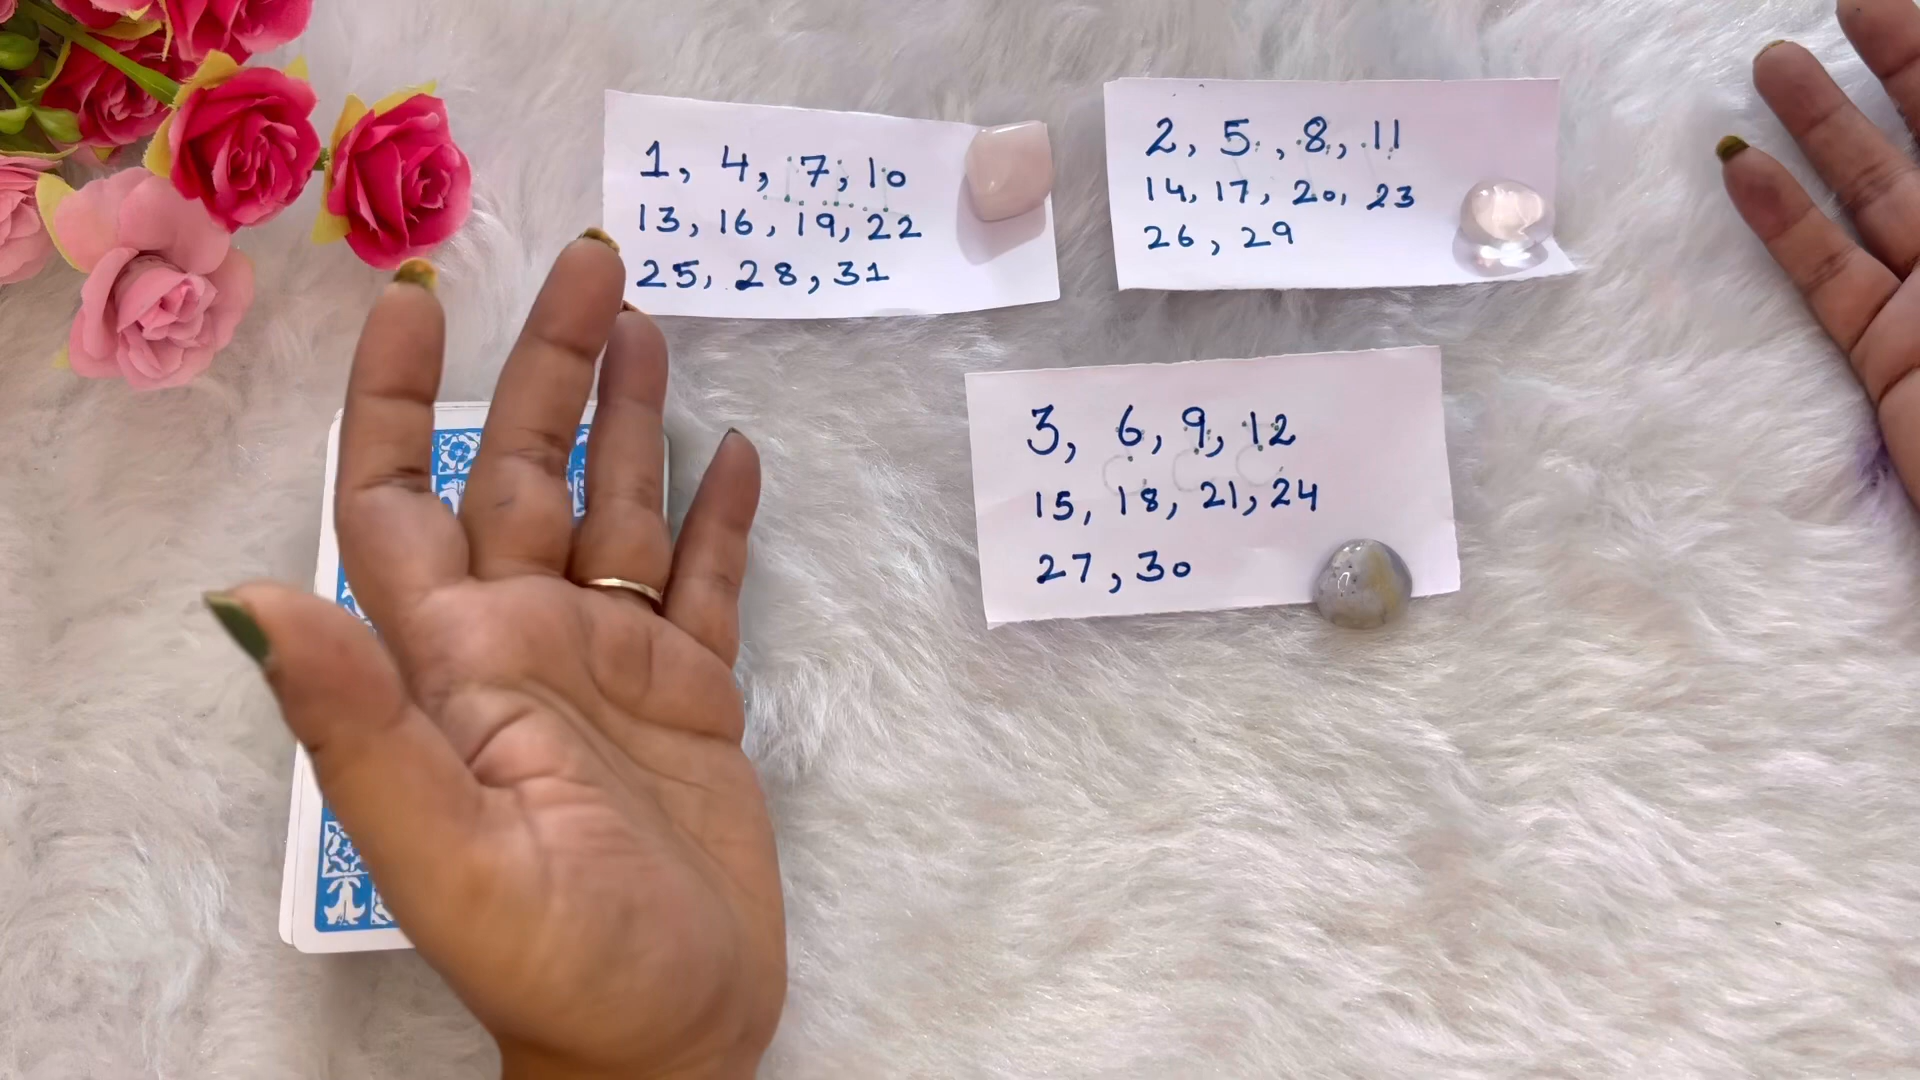 1, 4, 7, 10
13, 16, 19, 22
25, 28, 31
2, 5, 8, 11
14, 17, 20, 23
26, 29
3, 6, 9, 12
15, 18, 21, 24
27, 30